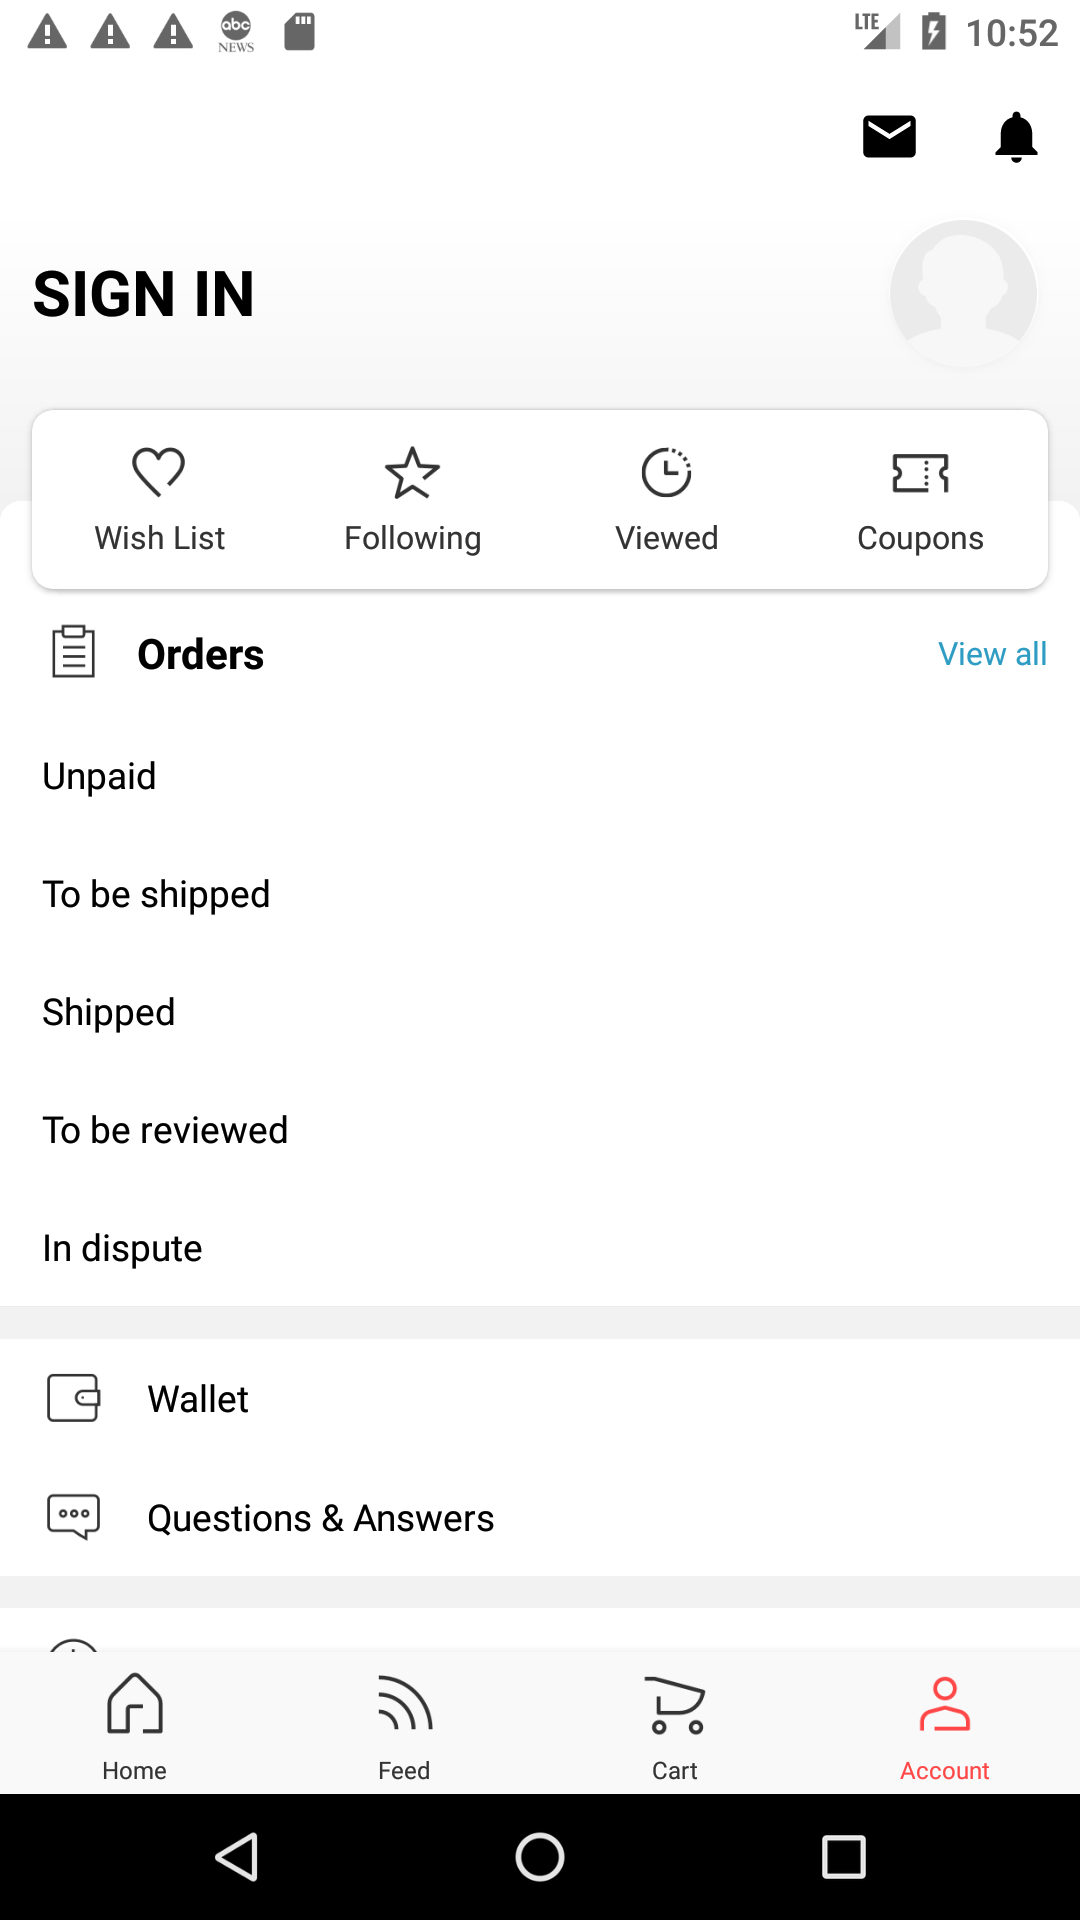 abc
NEWS
LTE
10:52
SIGN IN
Wish List
Following
Viewed
Coupons
Orders
View all
Unpaid
To be shipped
Shipped
To be reviewed
In dispute
Wallet
Questions & Answers
Home
Feed
Cart
Account